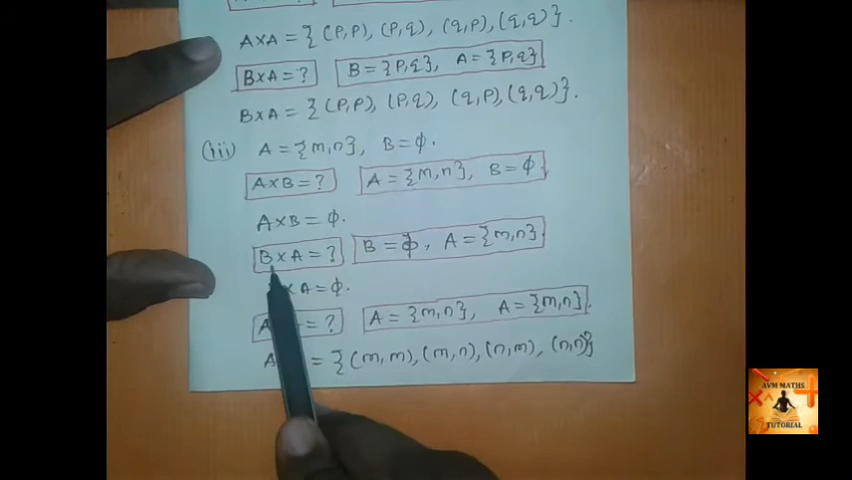 A×A = {(p,p), (p,q), (q,p), (q,q)}.
B×A = ? B = {p,q}, A = {p,q}
B×A = {(p,p), (p,q), (q,p), (q,q)}.
(iii) A = {m,n}, B = ϕ.
A×B = ? A = {m,n}, B = ϕ
A×B = ϕ.
B×A = ? B = ϕ, A = {m,n}
×A = ϕ.
A = ? A = {m,n}, A = {m,n}
A = {(m,m), (m,n), (n,m), (n,n)}
AVM MATHS
TUTORIAL